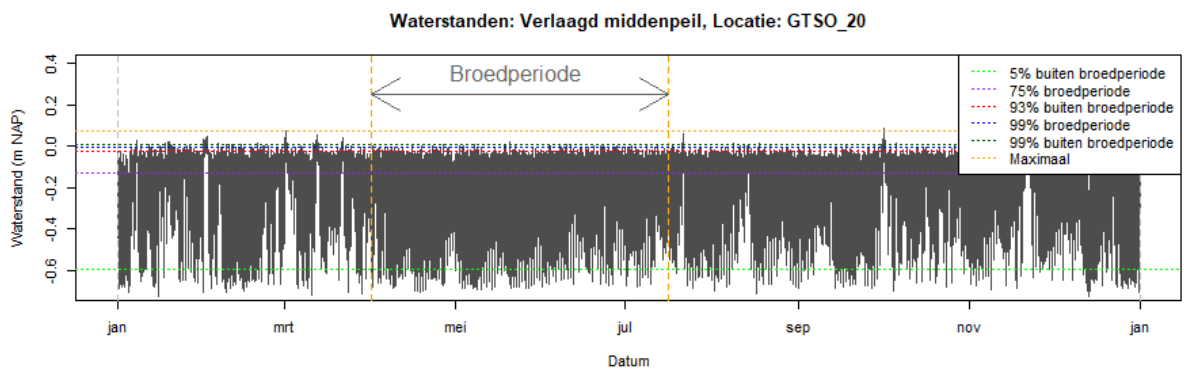 Waterstanden: Verlaagd middenpeil, Locatie: GTSO_20
Waterstand (m NAP)
0.4
0.2
0.0
-0.2
-0.4
-0.6
Broedperiode
5% buiten broedperiode
75% broedperiode
93% buiten broedperiode
99% broedperiode
99% buiten broedperiode
Maximaal
jan mrt mei jul sep nov jan
Datum